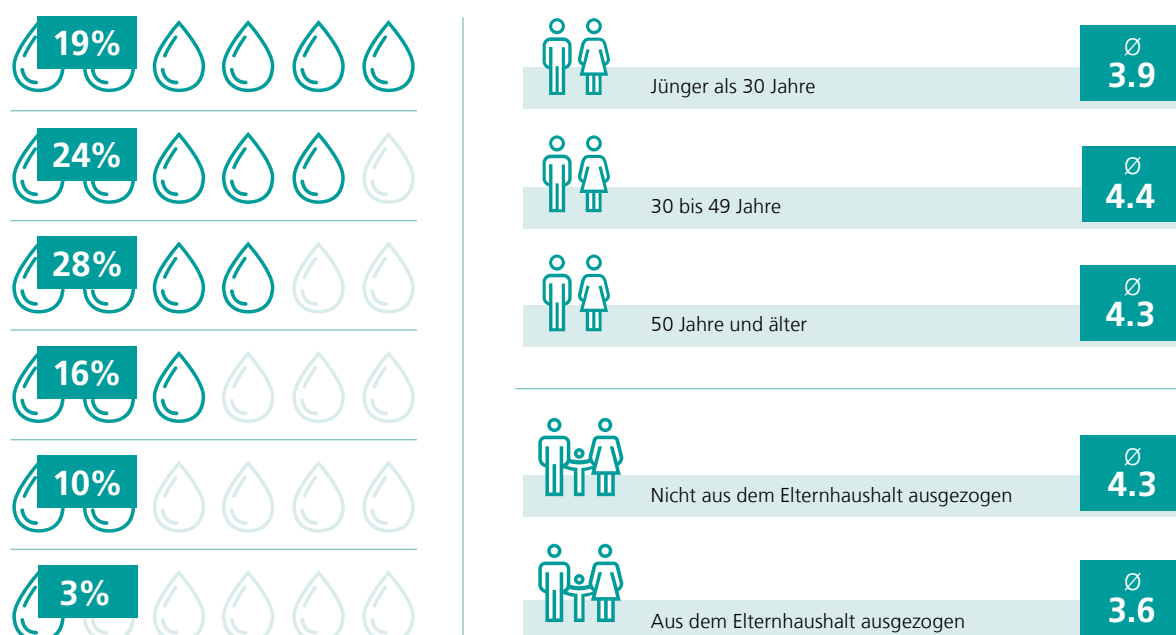 19%
24%
28%
16%
10%
3%
Ø
3.9
Jünger als 30 Jahre
Ø
4.4
30 bis 49 Jahre
Ø
4.3
50 Jahre und älter
Ø
4.3
Nicht aus dem Elternhaushalt ausgezogen
Ø
3.6
Aus dem Elternhaushalt ausgezogen